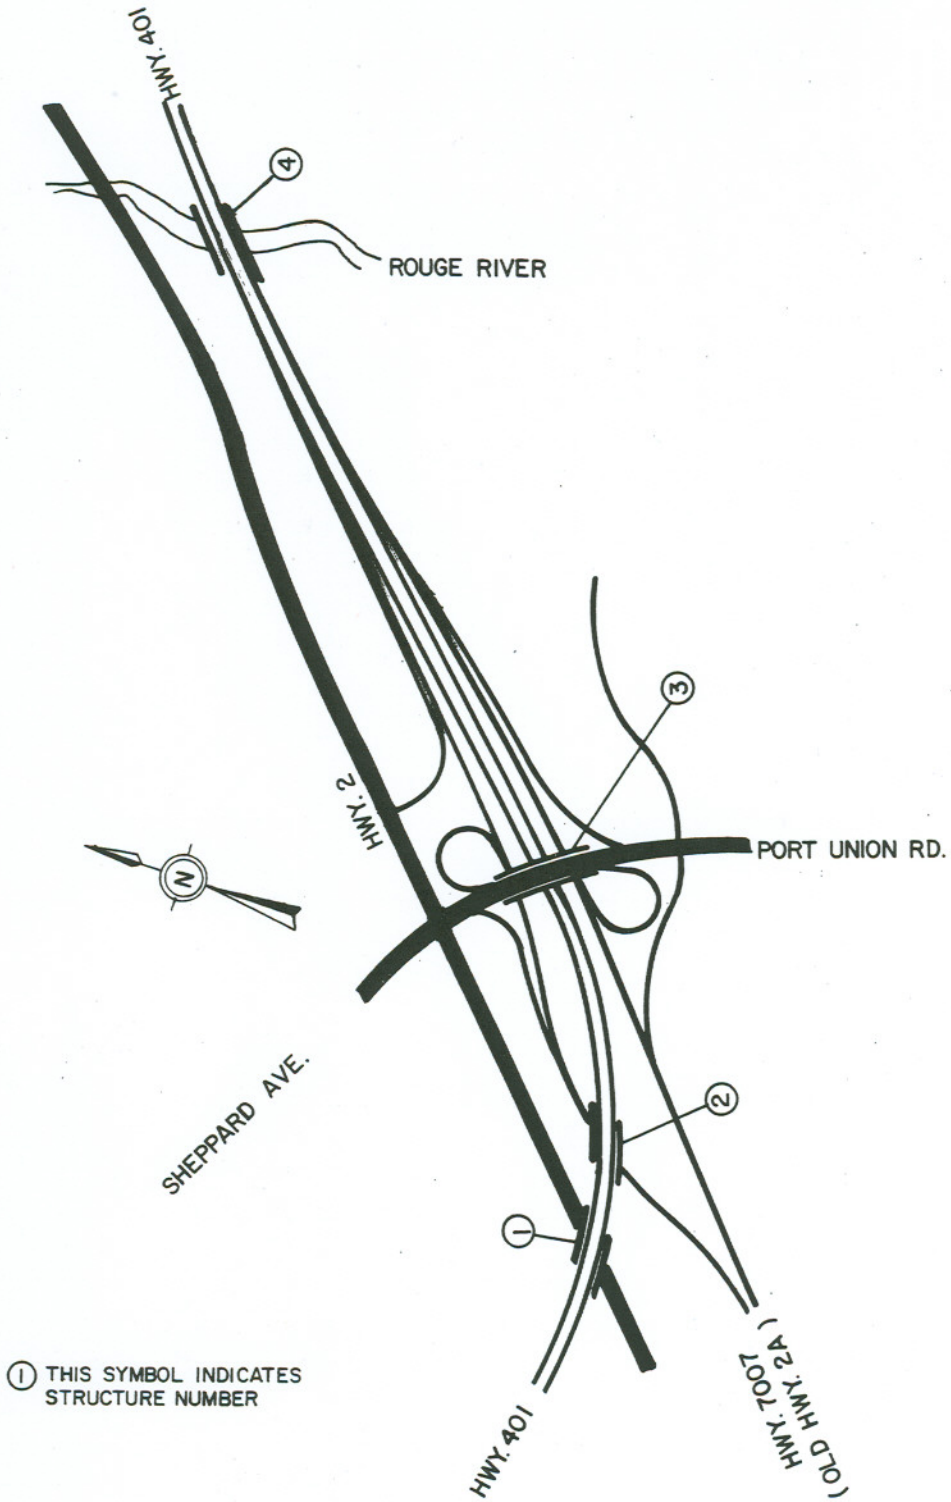 HWY. 401
④
ROUGE RIVER
③
HWY. 2
PORT UNION RD.
N
SHEPPARD AVE.
②
①
① THIS SYMBOL INDICATES
STRUCTURE NUMBER
HWY. 7007
(OLD HWY. 2A)
HWY. 401